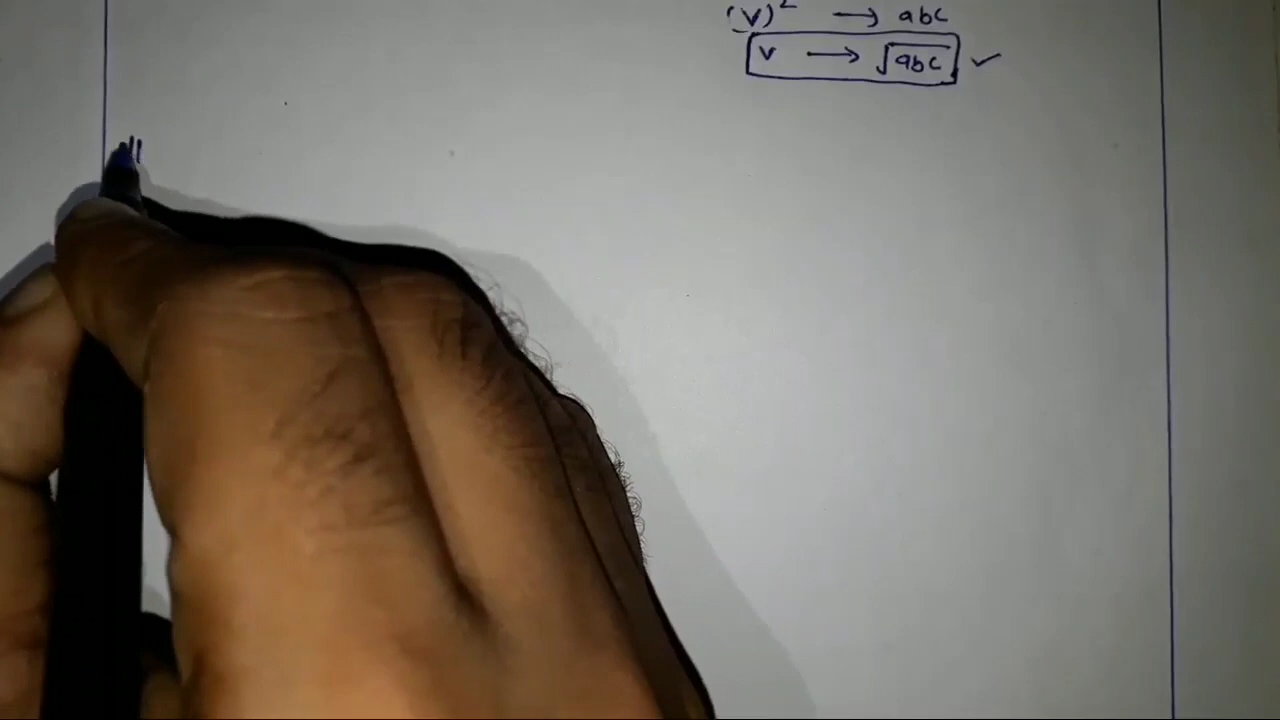 (v)² → abc
v → √abc ✓
"